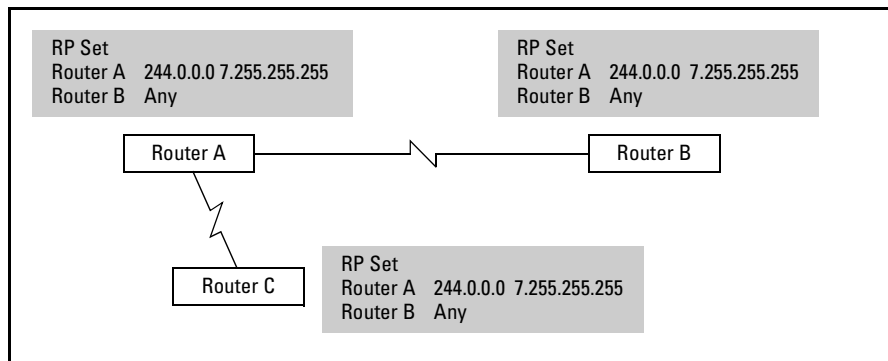 RP Set
Router A 244.0.0.0 7.255.255.255
Router B Any
RP Set
Router A 244.0.0.0 7.255.255.255
Router B Any
Router A
Router B
Router C
RP Set
Router A 244.0.0.0 7.255.255.255
Router B Any